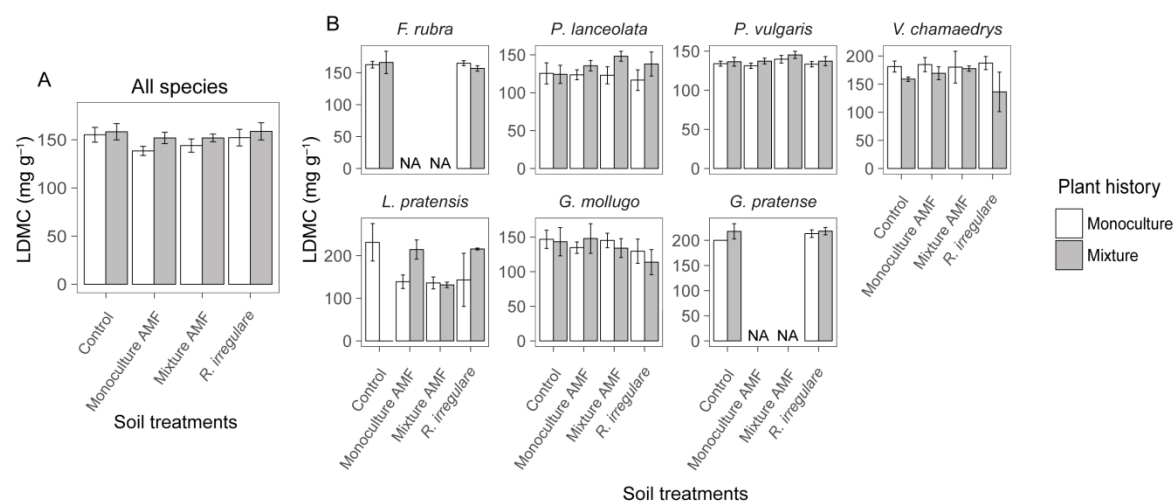 A
All species
LDMC (mg g⁻¹)
150
100
50
0
Control
Monoculture AMF
Mixture AMF
R. irregulare
Soil treatments
B
LDMC (mg g⁻¹)
F. rubra
150
100
50
0
NA NA
P. lanceolata
150
100
50
0
P. vulgaris
150
100
50
0
V. chamaedrys
200
150
100
50
0
Control
Monoculture AMF
Mixture AMF
R. irregulare
L. pratensis
200
100
0
Control
Monoculture AMF
Mixture AMF
R. irregulare
G. mollugo
150
100
50
0
Control
Monoculture AMF
Mixture AMF
R. irregulare
G. pratense
200
150
100
50
0
NA NA
Control
Monoculture AMF
Mixture AMF
R. irregulare
Soil treatments
Plant history
Monoculture
Mixture